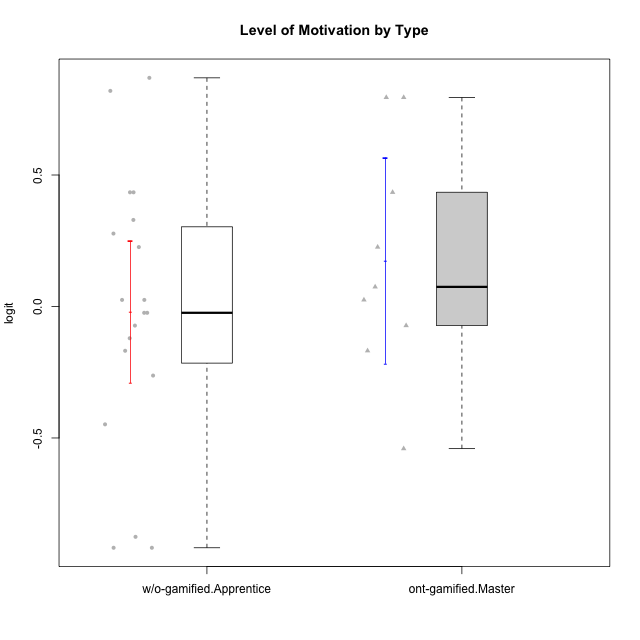 Level of Motivation by Type
logit
0.5
0.0
-0.5
w/o-gamified.Apprentice
ont-gamified.Master